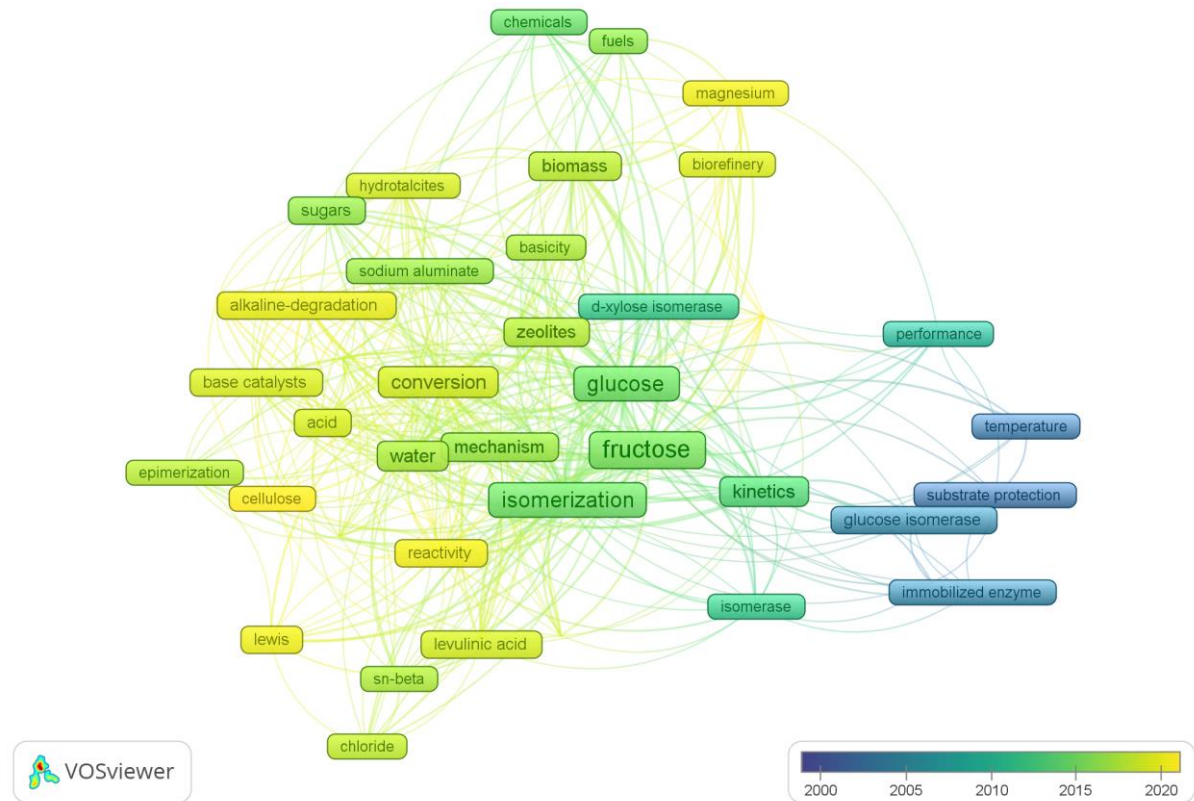 chemicals
fuels
magnesium
biomass
biorefinery
hydrotalcites
sugars
basicity
sodium aluminate
alkaline-degradation
d-xylose isomerase
zeolites
performance
base catalysts
conversion
glucose
acid
temperature
water
mechanism
fructose
epimerization
cellulose
isomerization
kinetics
substrate protection
glucose isomerase
reactivity
immobilized enzyme
isomerase
lewis
levulinic acid
sn-beta
chloride
VOSviewer
2000 2005 2010 2015 2020